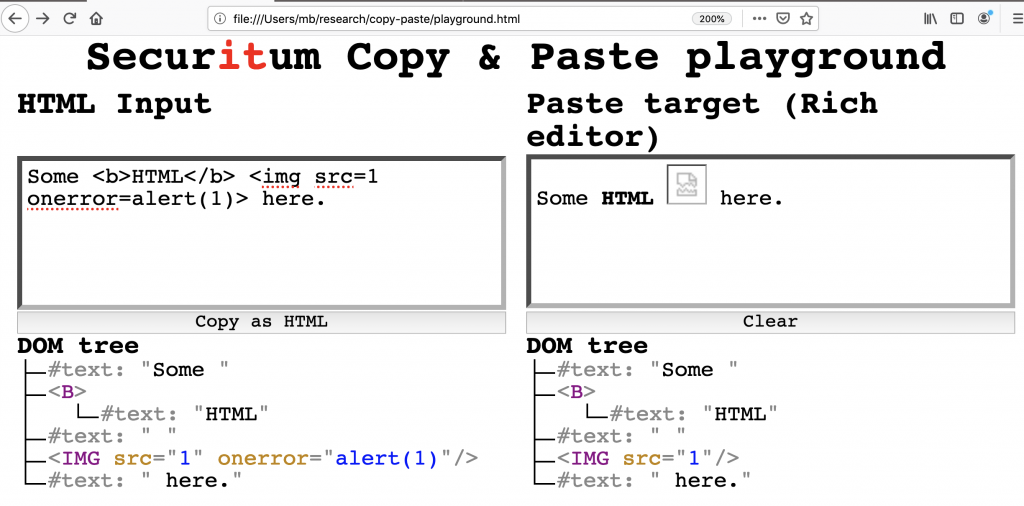 file:///Users/mb/research/copy-paste/playground.html
200%
Securitum Copy & Paste playground
HTML Input
Some <b>HTML</b> <img src=1
onerror=alert(1)> here.
Copy as HTML
DOM tree
#text: "Some "
<B>
#text: "HTML"
#text: " "
<IMG src="1" onerror="alert(1)"/>
#text: " here."
Paste target (Rich
editor)
Some HTML here.
Clear
DOM tree
#text: "Some "
<B>
#text: "HTML"
#text: " "
<IMG src="1"/>
#text: " here."